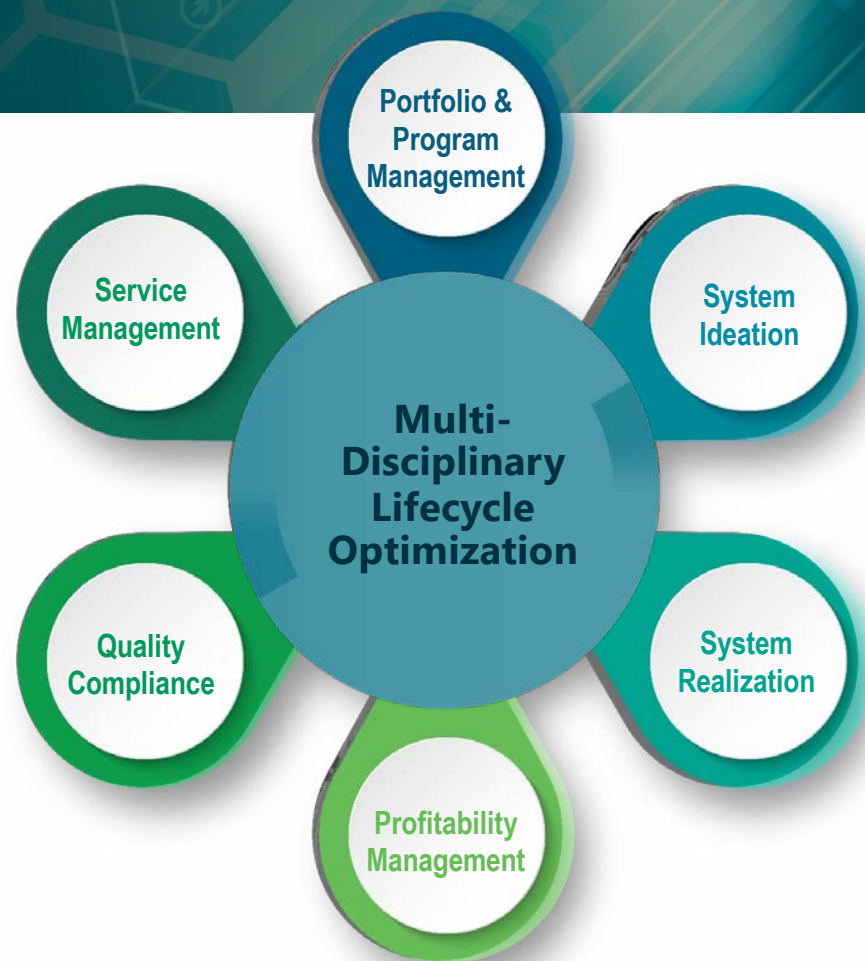 Portfolio &
Program
Management
Service
Management
System
Ideation
Multi-
Disciplinary
Lifecycle
Optimization
Quality
Compliance
System
Realization
Profitability
Management